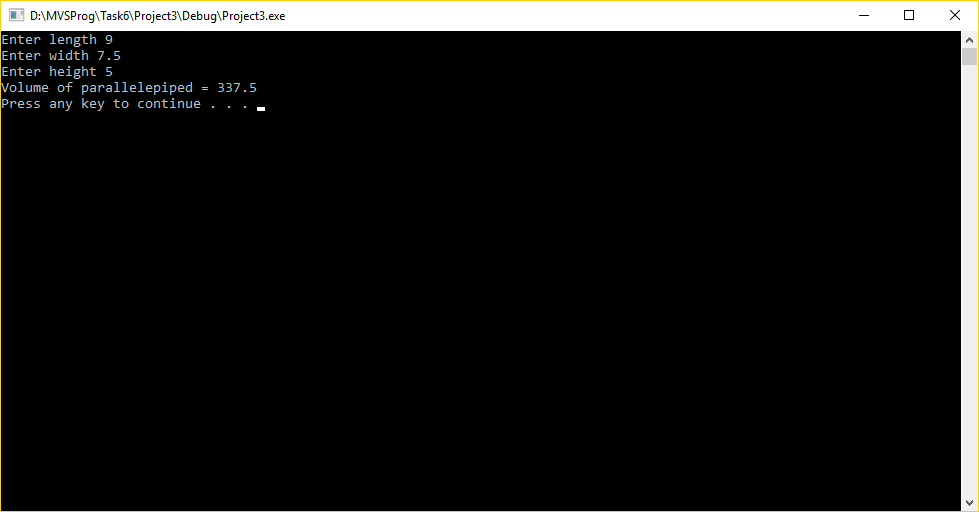 D:\MVSProg\Task6\Project3\Debug\Project3.exe
Enter length 9
Enter width 7.5
Enter height 5
Volume of parallelepiped = 337.5
Press any key to continue . . .